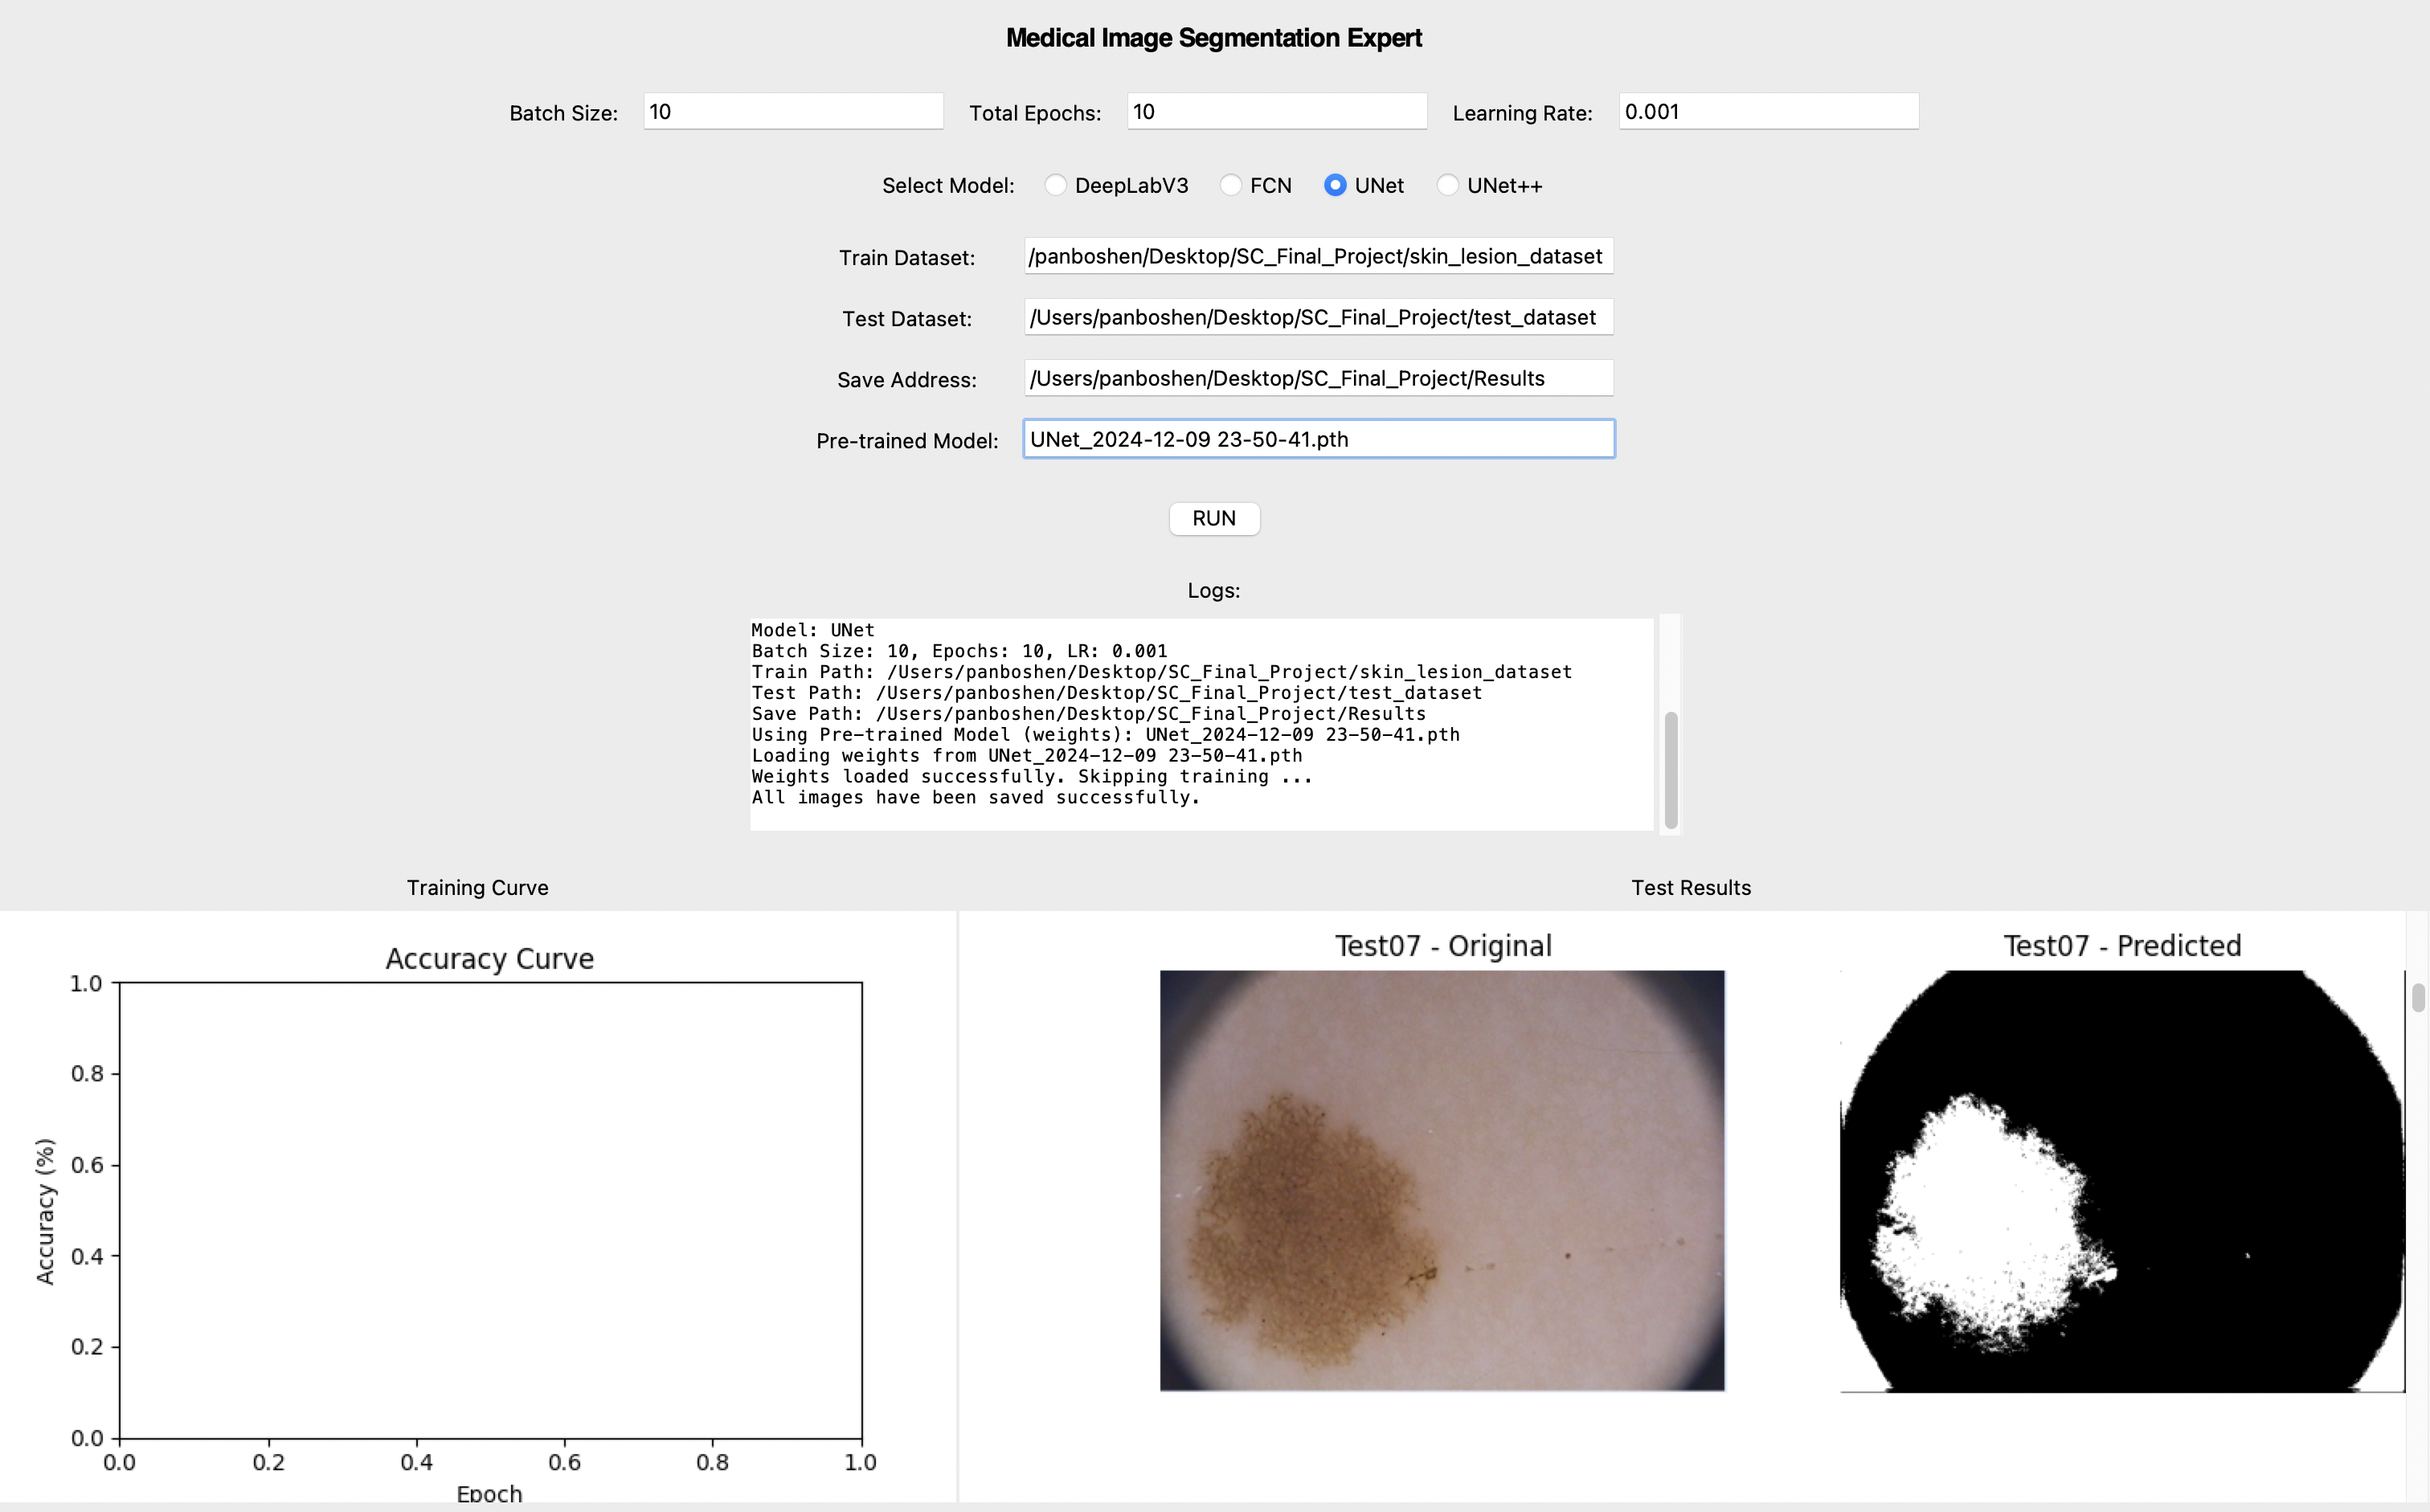 Medical Image Segmentation Expert
Batch Size: 10 Total Epochs: 10 Learning Rate: 0.001
Select Model: DeepLabV3 FCN UNet UNet++
Train Dataset: /panboshen/Desktop/SC_Final_Project/skin_lesion_dataset
Test Dataset: /Users/panboshen/Desktop/SC_Final_Project/test_dataset
Save Address: /Users/panboshen/Desktop/SC_Final_Project/Results
Pre-trained Model: UNet_2024-12-09 23-50-41.pth
RUN
Logs:
Model: UNet
Batch Size: 10, Epochs: 10, LR: 0.001
Train Path: /Users/panboshen/Desktop/SC_Final_Project/skin_lesion_dataset
Test Path: /Users/panboshen/Desktop/SC_Final_Project/test_dataset
Save Path: /Users/panboshen/Desktop/SC_Final_Project/Results
Using Pre-trained Model (weights): UNet_2024-12-09 23-50-41.pth
Loading weights from UNet_2024-12-09 23-50-41.pth
Weights loaded successfully. Skipping training ...
All images have been saved successfully.
Training Curve
Accuracy Curve
Accuracy (%)
1.0
0.8
0.6
0.4
0.2
0.0
0.0 0.2 0.4 0.6 0.8 1.0
Epoch
Test Results
Test07 - Original
Test07 - Predicted